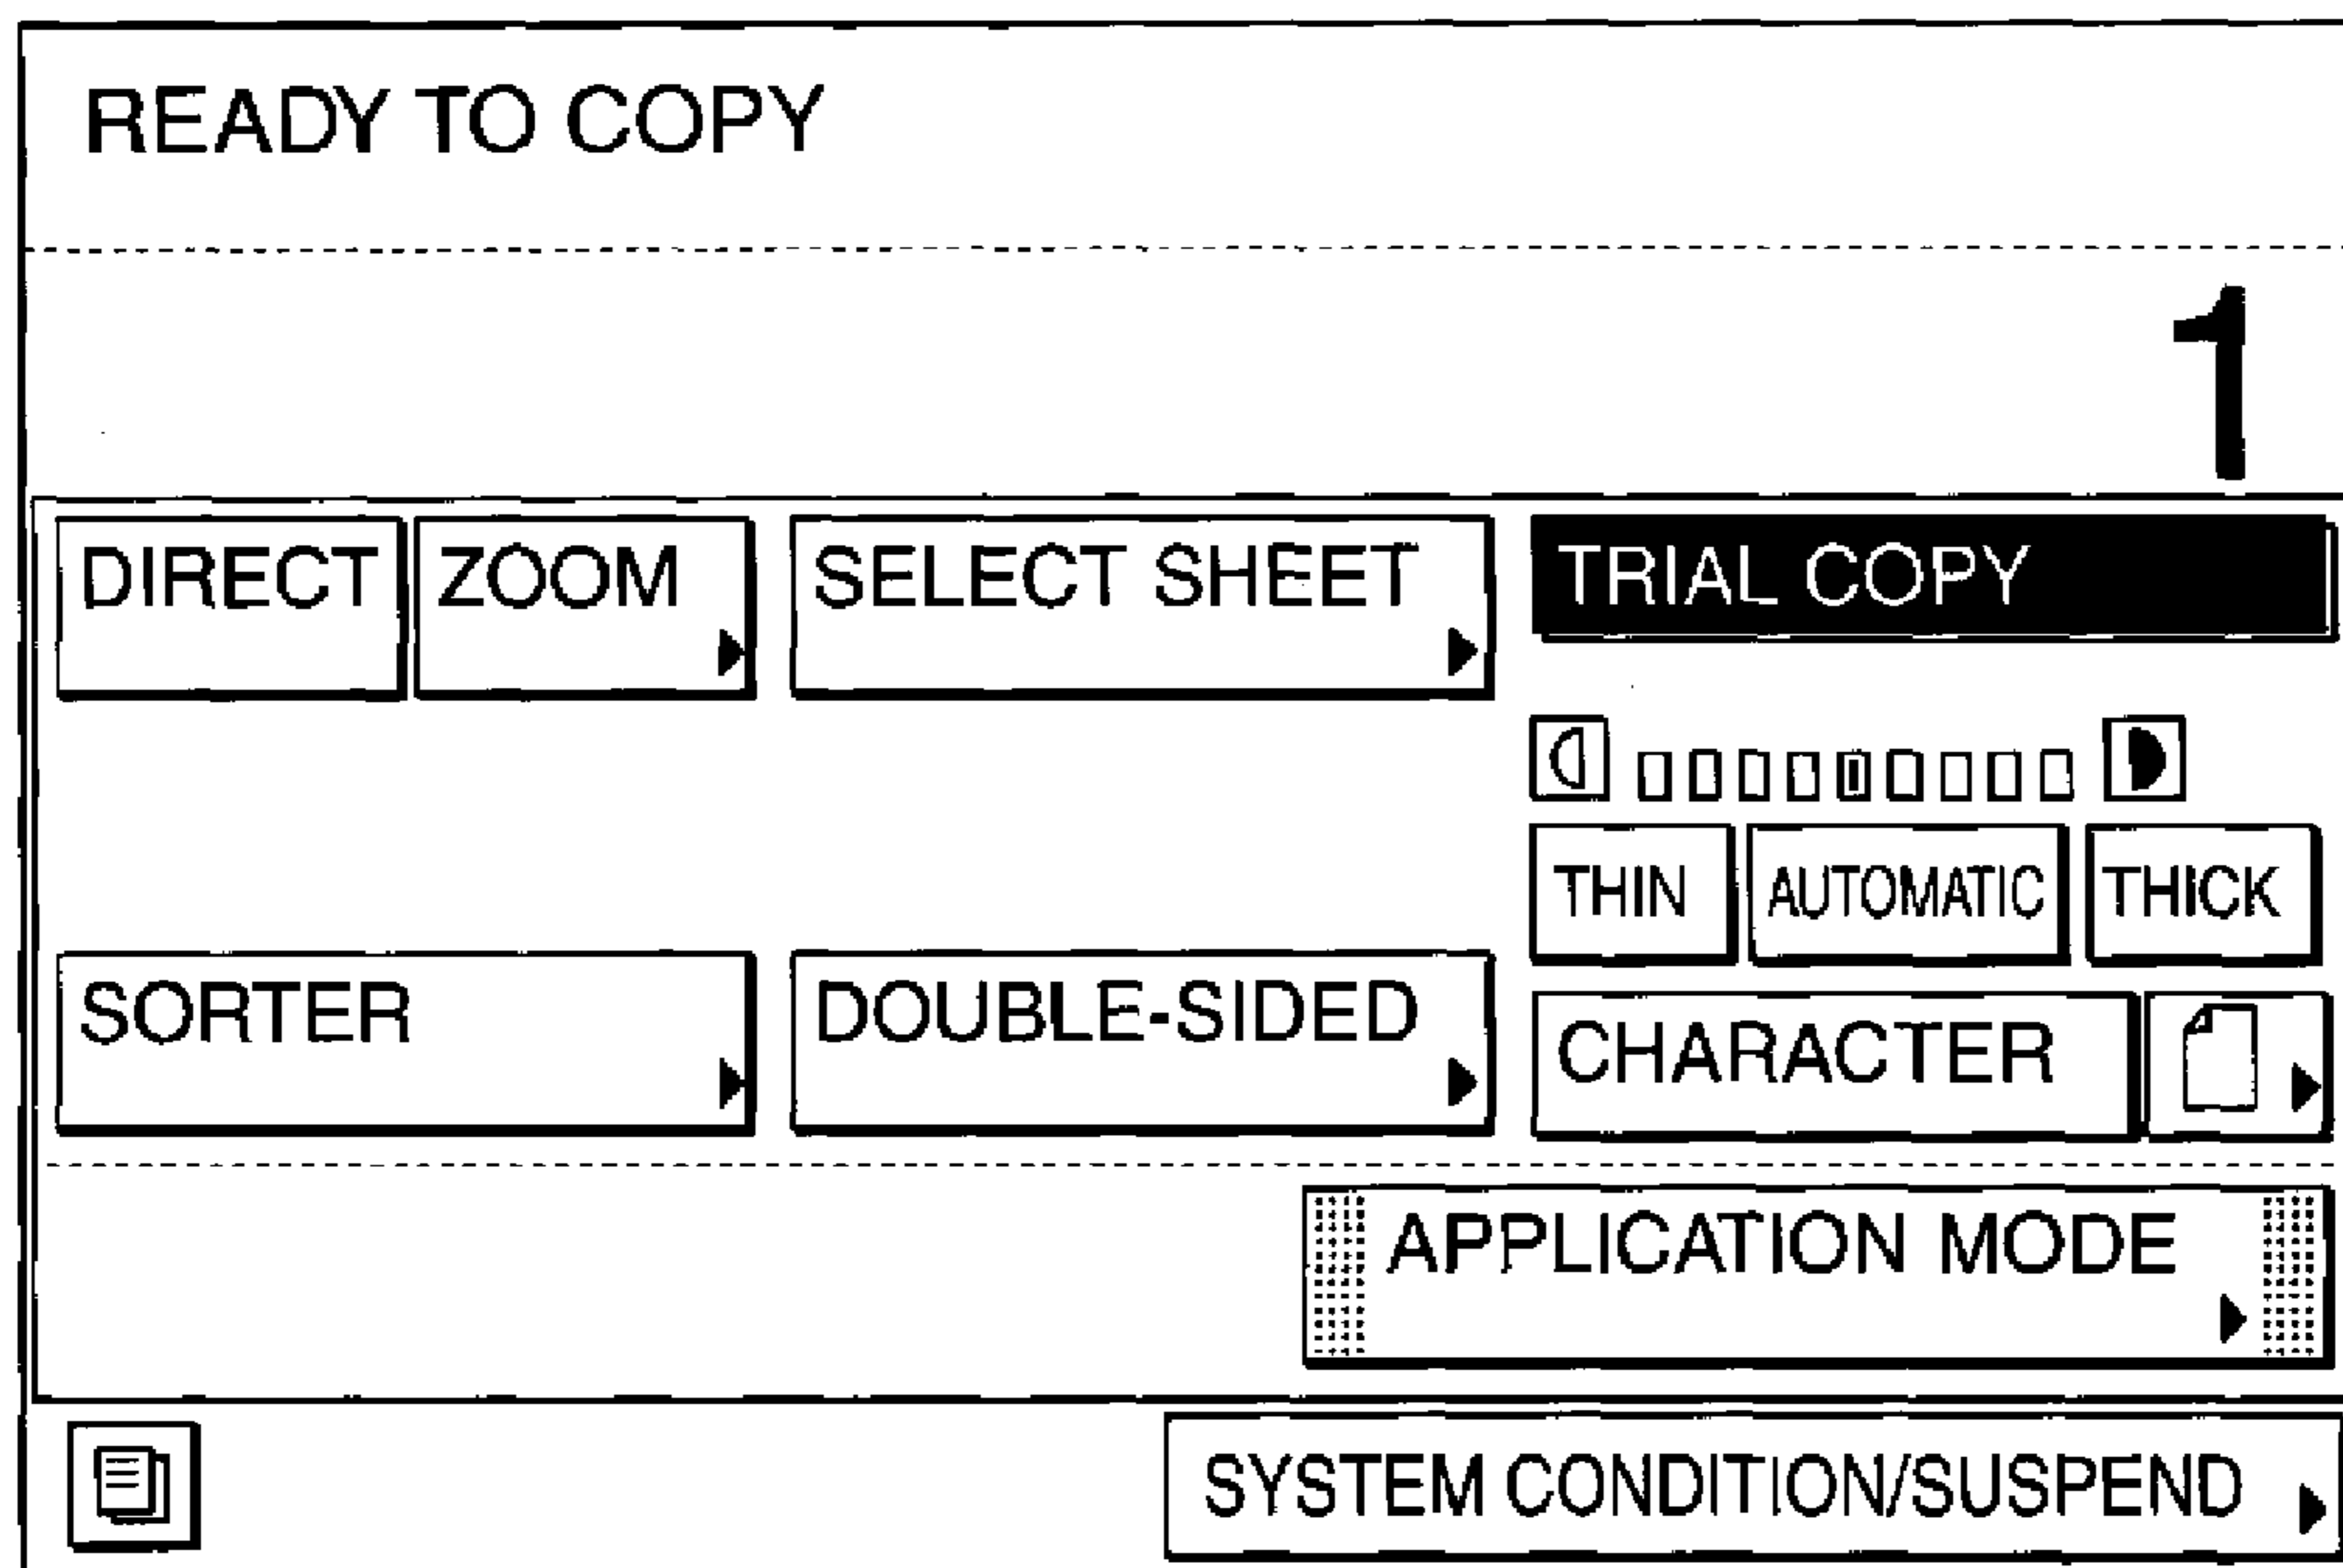 READY TO COPY
1
DIRECT ZOOM SELECT SHEET TRIAL COPY
THIN AUTOMATIC THICK
SORTER DOUBLE-SIDED CHARACTER
APPLICATION MODE
SYSTEM CONDITION/SUSPEND